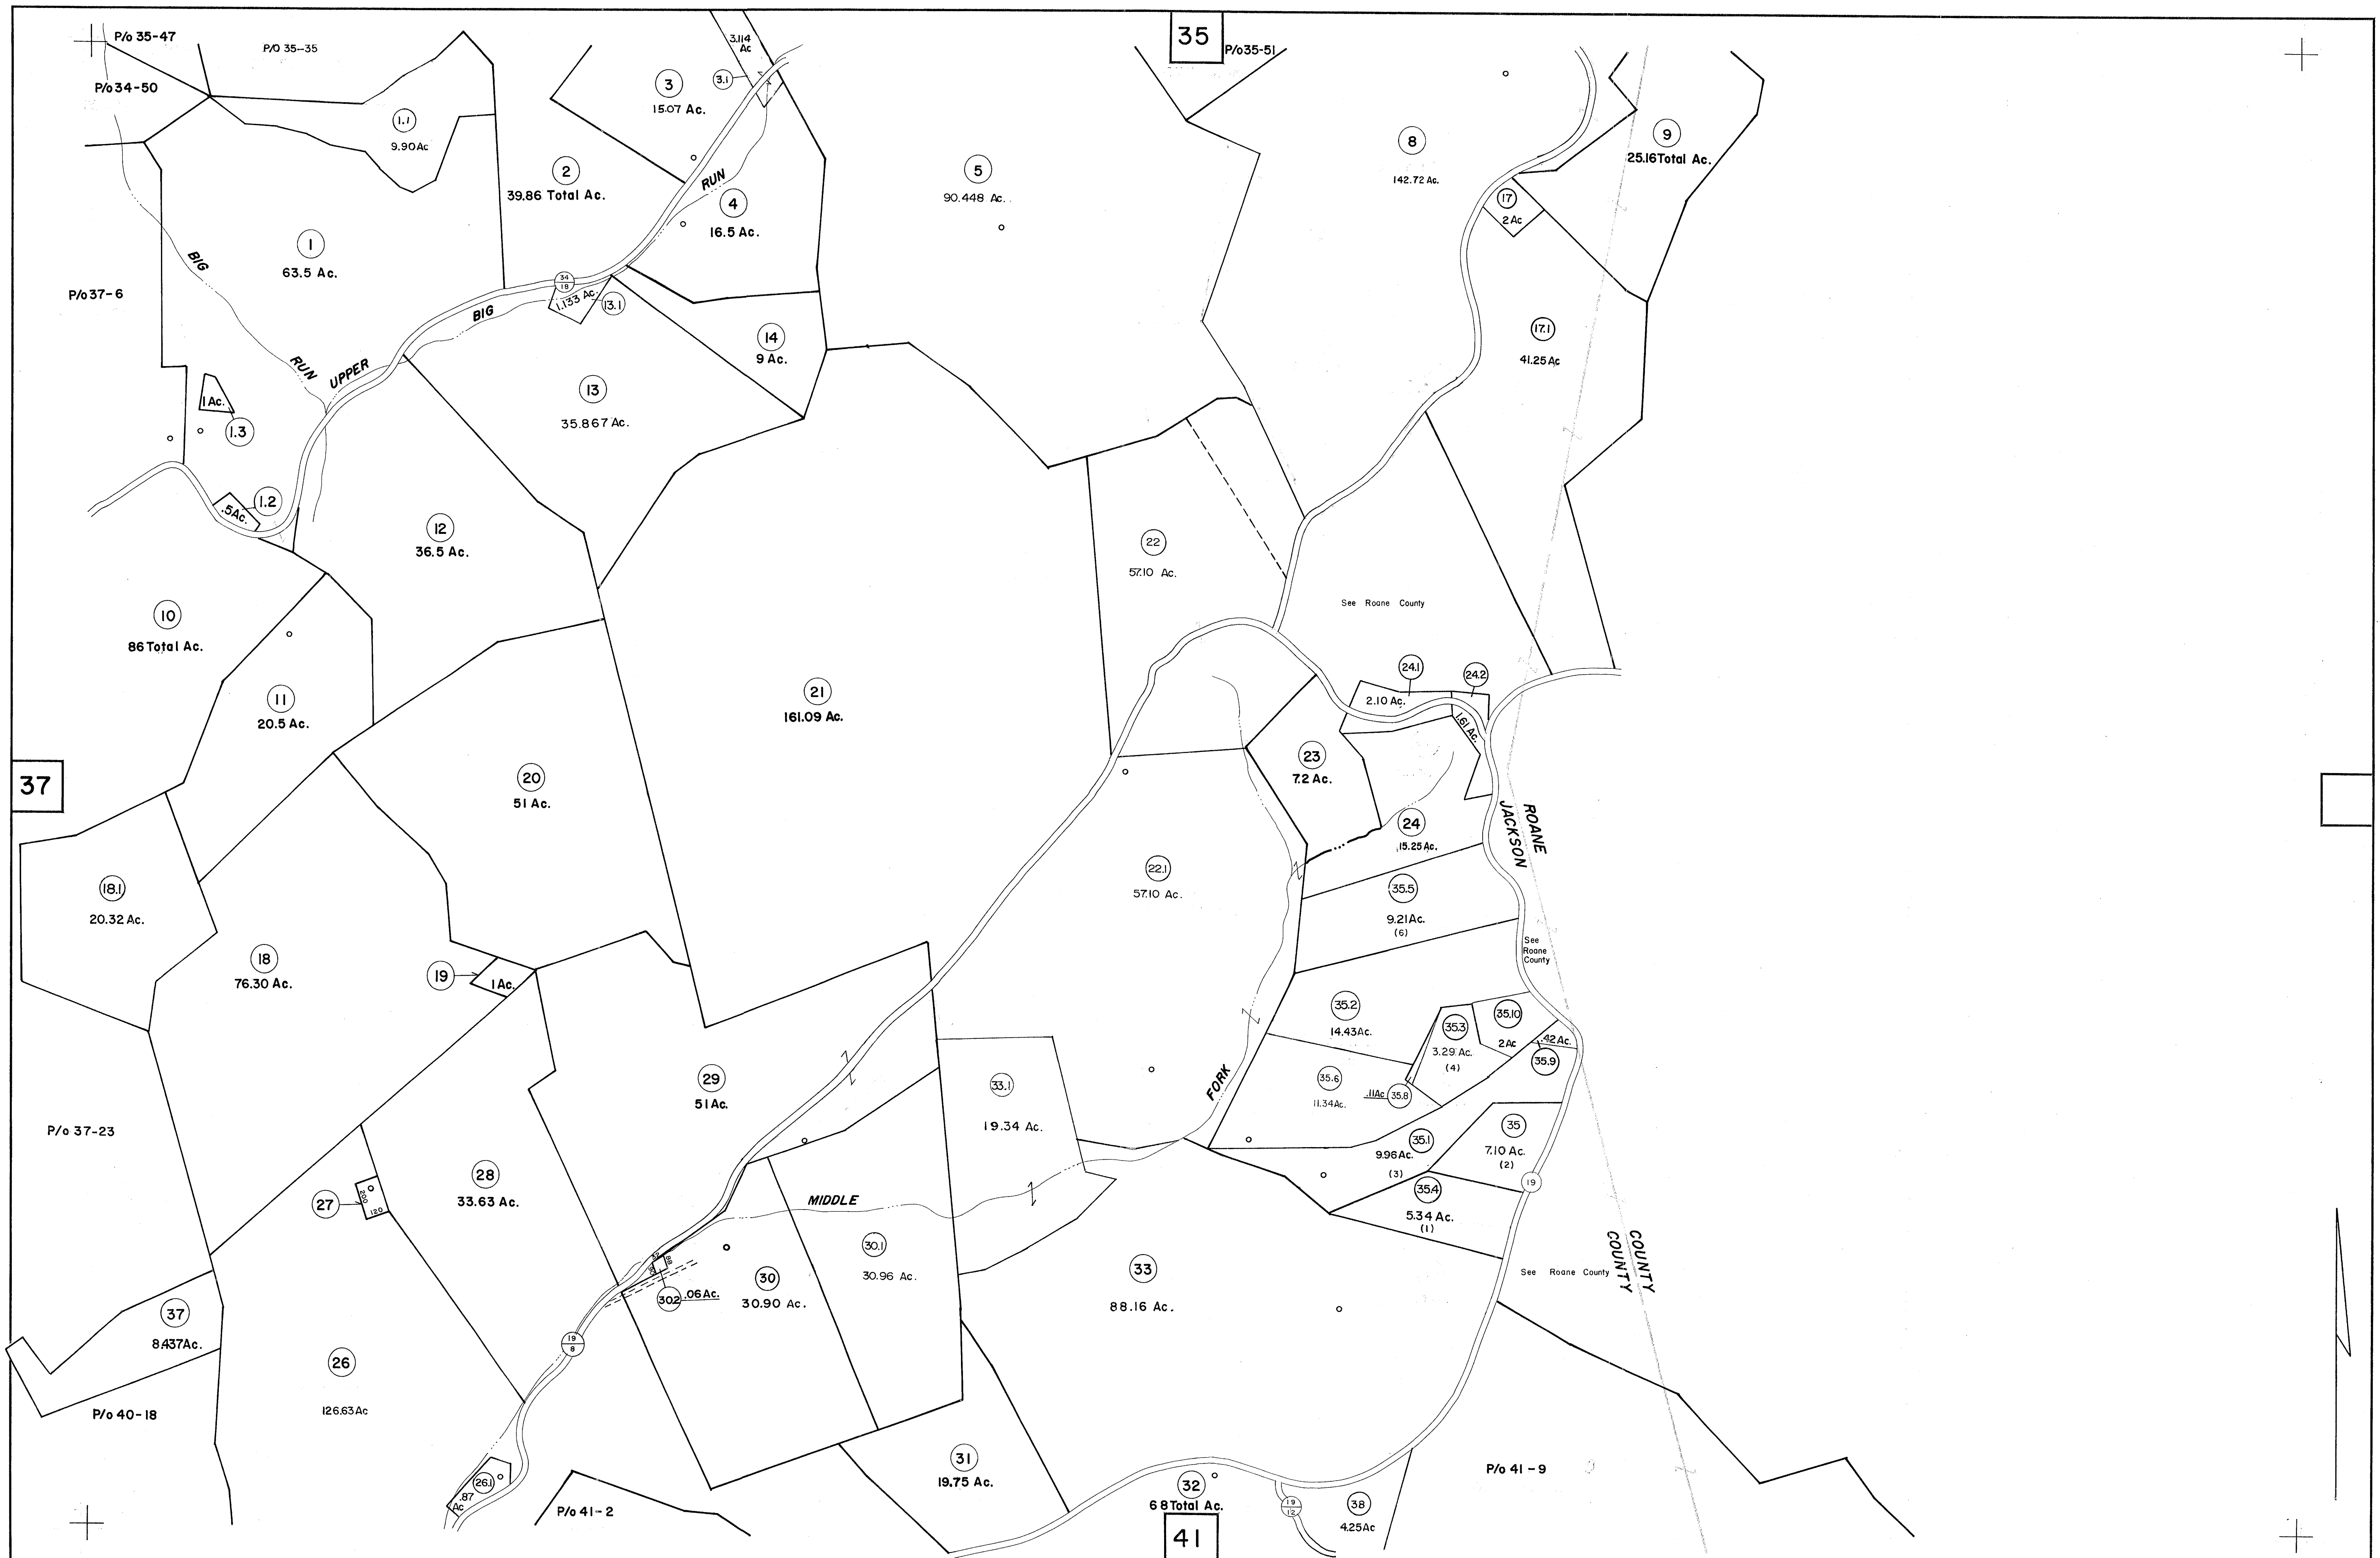 35
P/o 35-47
P/O 35-35
P/o 34-50
3.114
Ac
3.1
P/o35-51
3
15.07 Ac.
1.1
9.90Ac
2
39.86 Total Ac.
RUN
4
16.5 Ac.
5
90.448 Ac.
8
142.72 Ac.
9
25.16 Total Ac.
17
2 Ac
1
63.5 Ac.
BIG
RUN
P/o 37-6
34
18
1.133 Ac.
13.1
BIG
UPPER
14
9 Ac.
17.1
41.25 Ac
13
35.867 Ac.
1 Ac.
1.3
1.2
.5Ac.
12
36.5 Ac.
22
57.10 Ac.
See Roane County
10
86 Total Ac.
11
20.5 Ac.
21
161.09 Ac.
24.1
2.10 Ac.
24.2
1.61 Ac.
23
7.2 Ac.
37
20
51 Ac.
ROANE
JACKSON
24
15.25 Ac.
18.1
20.32 Ac.
22.1
57.10 Ac.
35.5
9.21 Ac.
(6)
See
Roane
County
18
76.30 Ac.
19
1 Ac.
35.2
14.43 Ac.
35.3
3.29 Ac.
(4)
35.10
2 Ac
.42 Ac.
35.9
29
51 Ac.
33.1
19.34 Ac.
FORK
35.6
11.34 Ac.
.11Ac
35.8
P/o 37-23
35.1
9.96 Ac.
(3)
35
7.10 Ac.
(2)
28
33.63 Ac.
27
200
120
MIDDLE
35.4
5.34 Ac.
(1)
19
30.1
30.96 Ac.
30
30.90 Ac.
30.2
.06 Ac.
33
88.16 Ac.
See Roane County
COUNTY
COUNTY
37
8.437 Ac.
19
8
26
126.63 Ac
P/o 40-18
31
19.75 Ac.
26.1
.87
Ac
P/o 41-2
32
68 Total Ac.
19
12
38
4.25 Ac
P/o 41-9
41